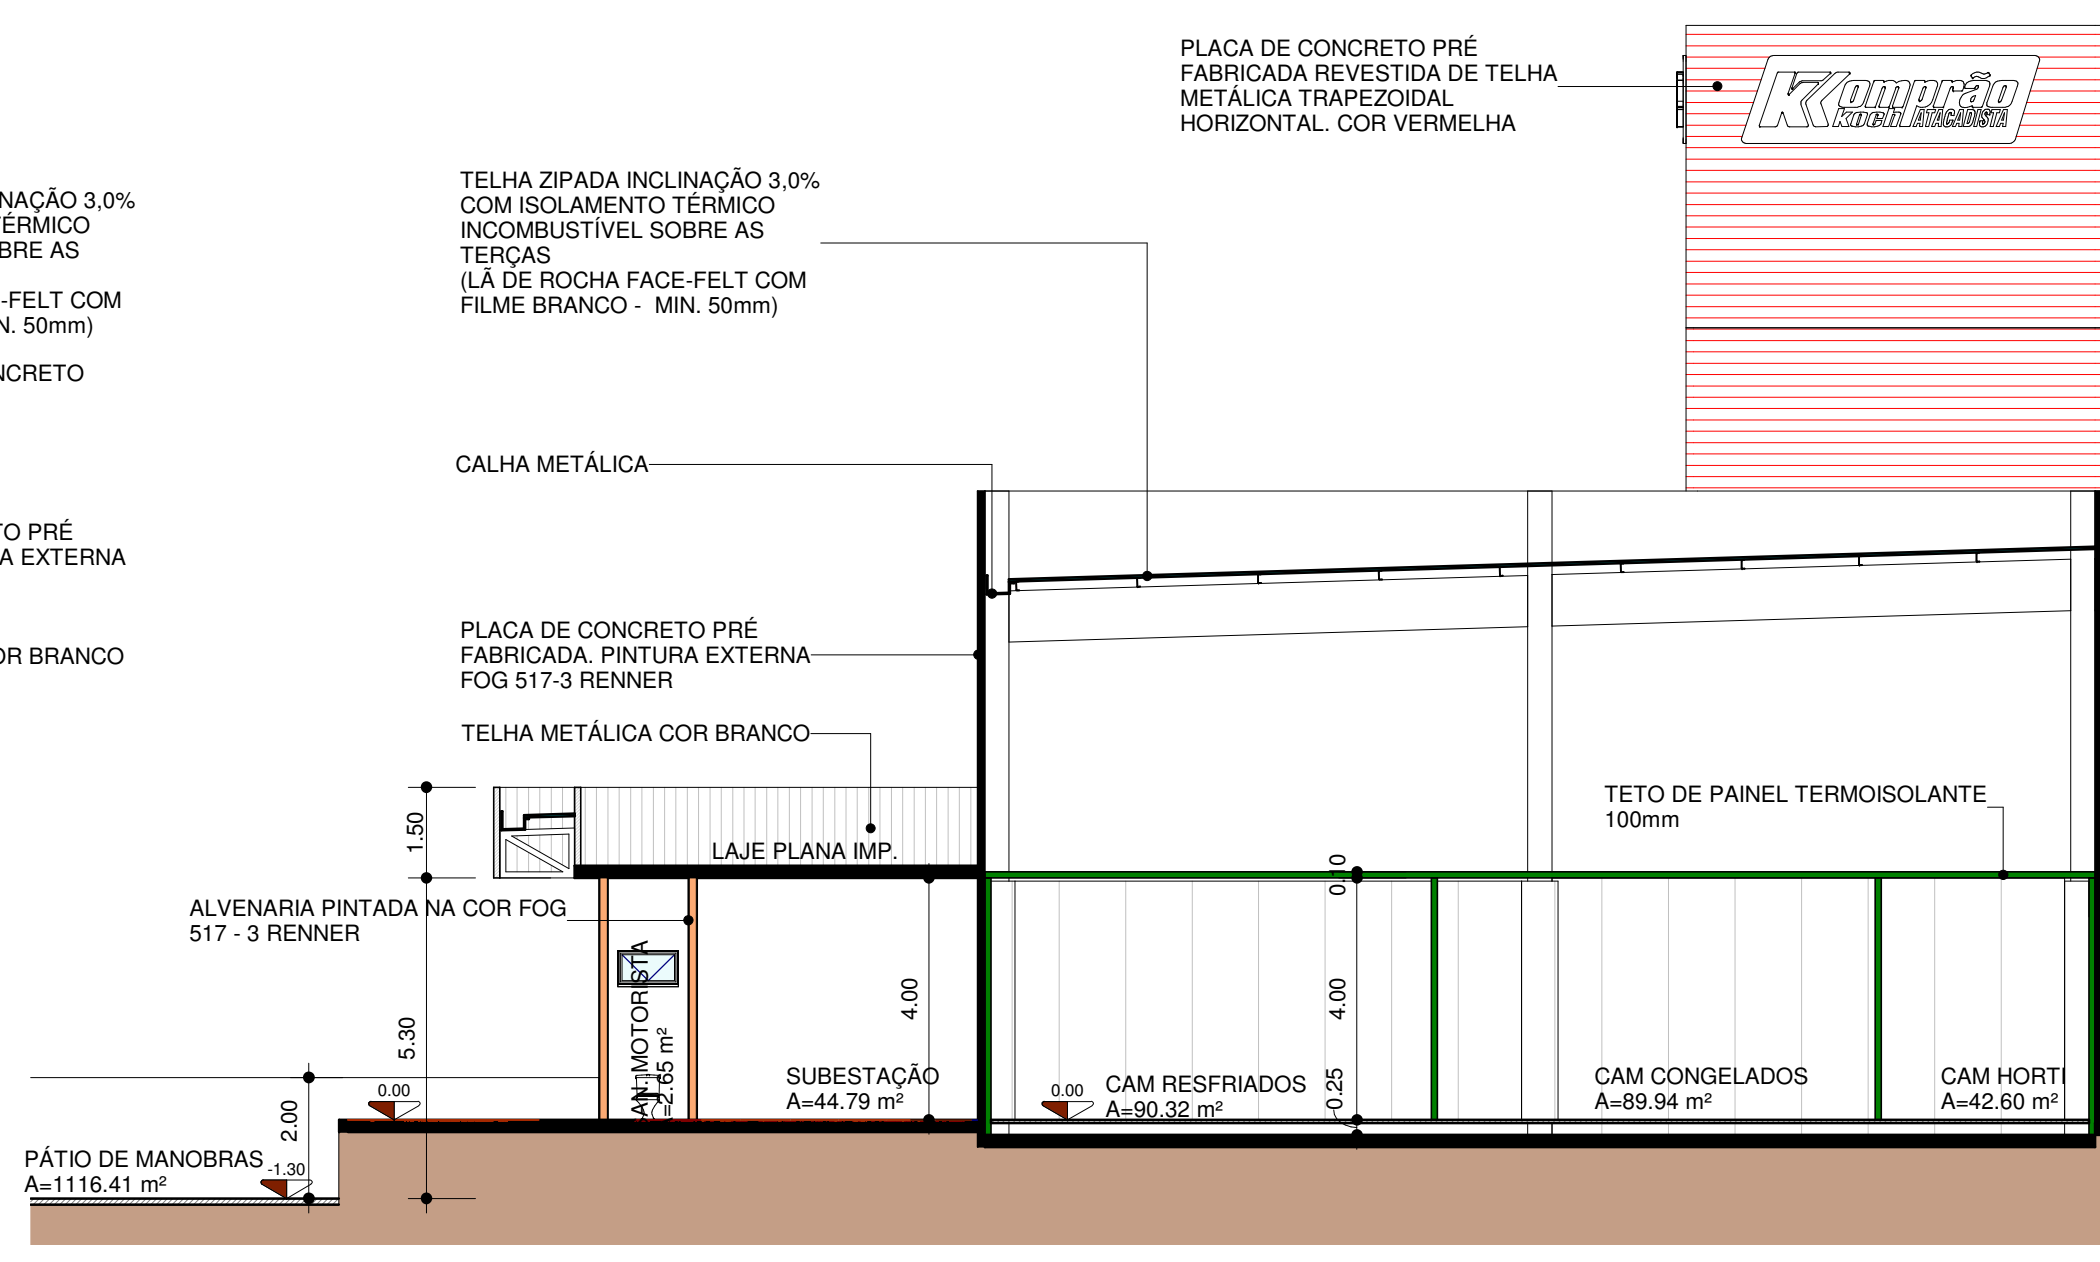 PLACA DE CONCRETO PRÉ
FABRICADA REVESTIDA DE TELHA
METÁLICA TRAPEZOIDAL
HORIZONTAL. COR VERMELHA
Komprão
koch ATACADISTA
NAÇÃO 3,0%
ÉRMICO
BRE AS
-FELT COM
N. 50mm)
NCRETO
TO PRÉ
A EXTERNA
OR BRANCO
TELHA ZIPADA INCLINAÇÃO 3,0%
COM ISOLAMENTO TÉRMICO
INCOMBUSTÍVEL SOBRE AS
TERÇAS
(LÃ DE ROCHA FACE-FELT COM
FILME BRANCO - MIN. 50mm)
CALHA METÁLICA
PLACA DE CONCRETO PRÉ
FABRICADA. PINTURA EXTERNA
FOG 517-3 RENNER
TELHA METÁLICA COR BRANCO
TETO DE PAINEL TERMOISOLANTE
100mm
1.50
LAJE PLANA IMP.
0.10
ALVENARIA PINTADA NA COR FOG
517 - 3 RENNER
5.30
4.00
4.00
0.25
2.00
0.00
SAN. MOTORISTA
A=2.65 m²
SUBESTAÇÃO
A=44.79 m²
0.00
CAM RESFRIADOS
A=90.32 m²
CAM CONGELADOS
A=89.94 m²
CAM HORTI
A=42.60 m²
PÁTIO DE MANOBRAS
A=1116.41 m²
-1.30